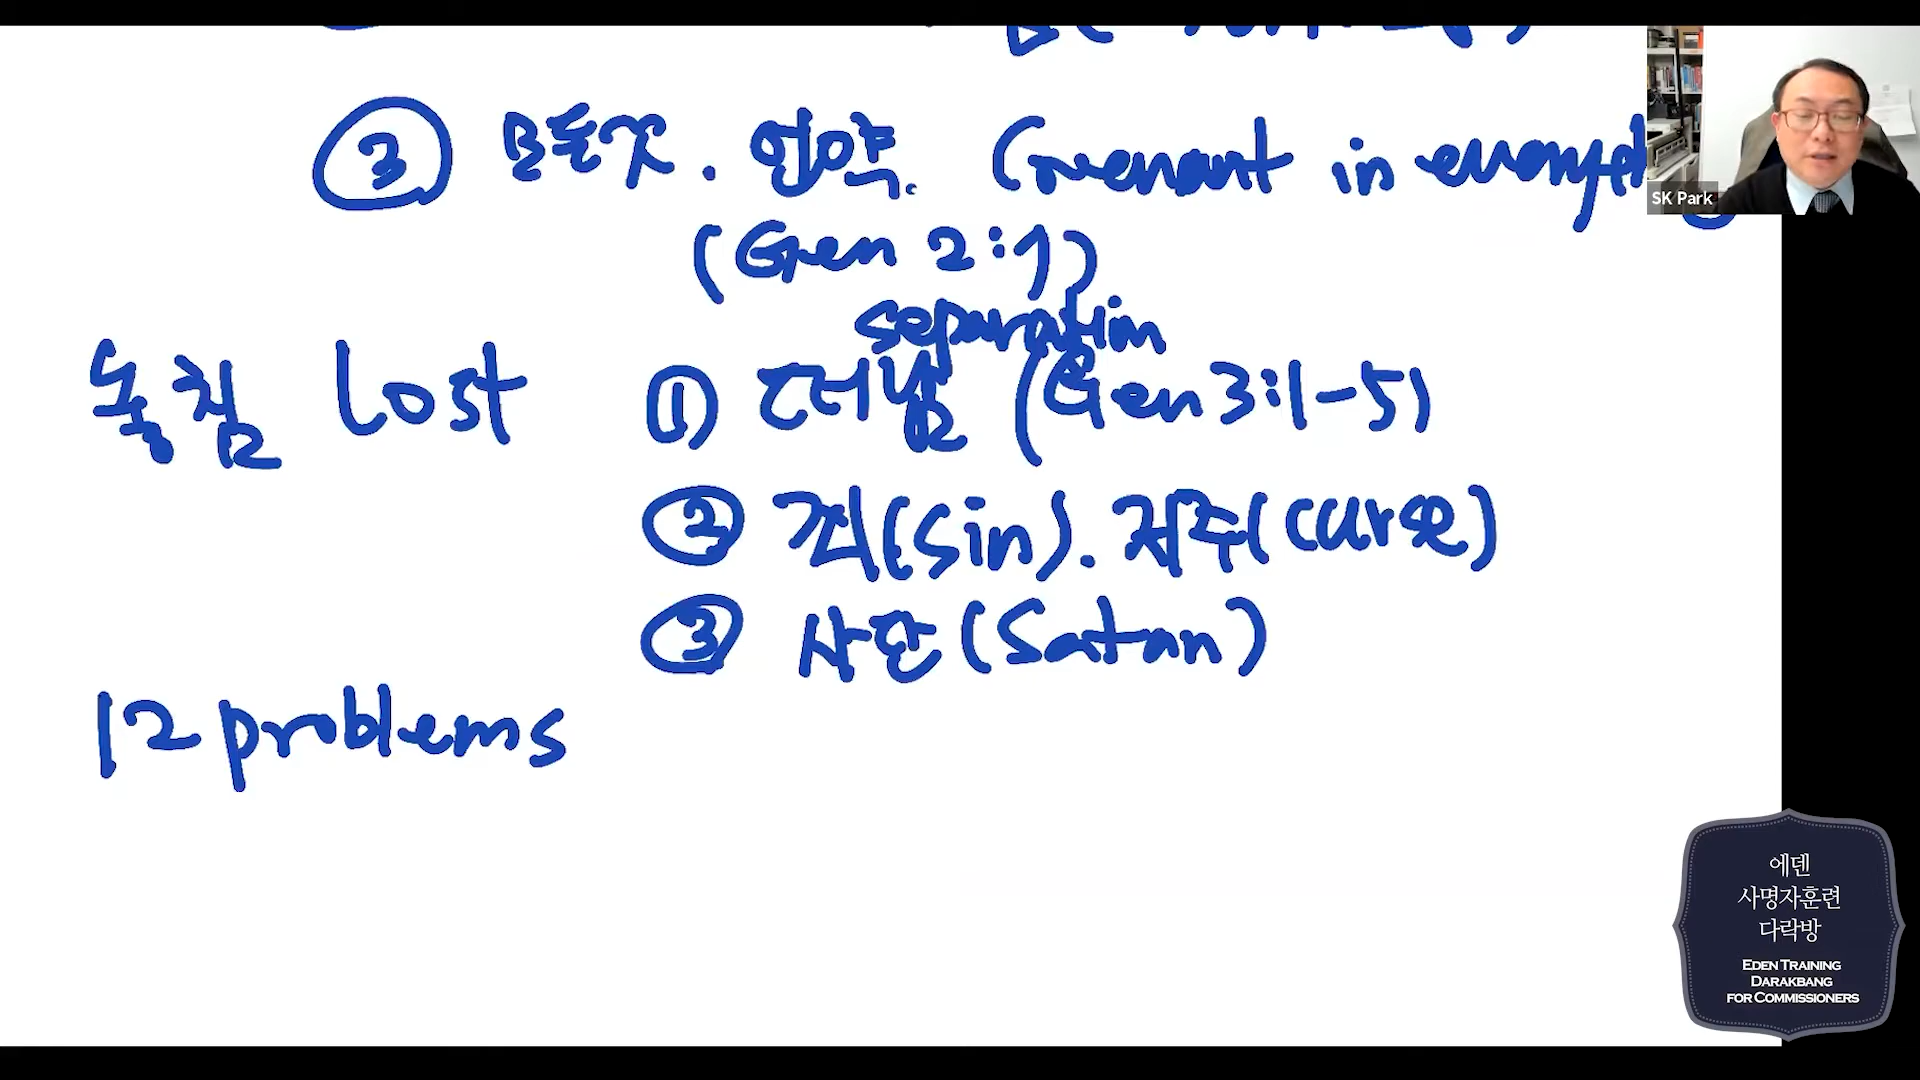 ③ 모든것. 언약. Covenant in everyth g
(Gen 2:1)
separation
놓침 Lost ① 떠남 (Gen 3:1-5)
② 죄(Sin). 저주(curse)
③ 사단(Satan)
12 problems
SK Park
에덴
사명자훈련
다락방
EDEN TRAINING
DARAKBANG
FOR COMMISSIONERS